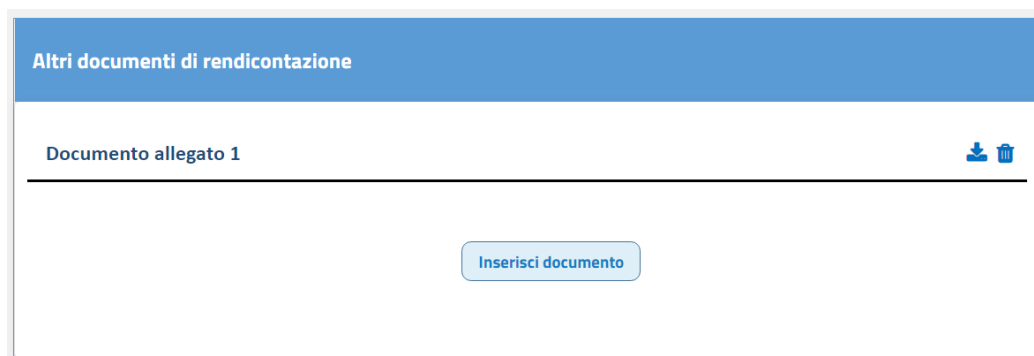 Altri documenti di rendicontazione
Documento allegato 1
Inserisci documento